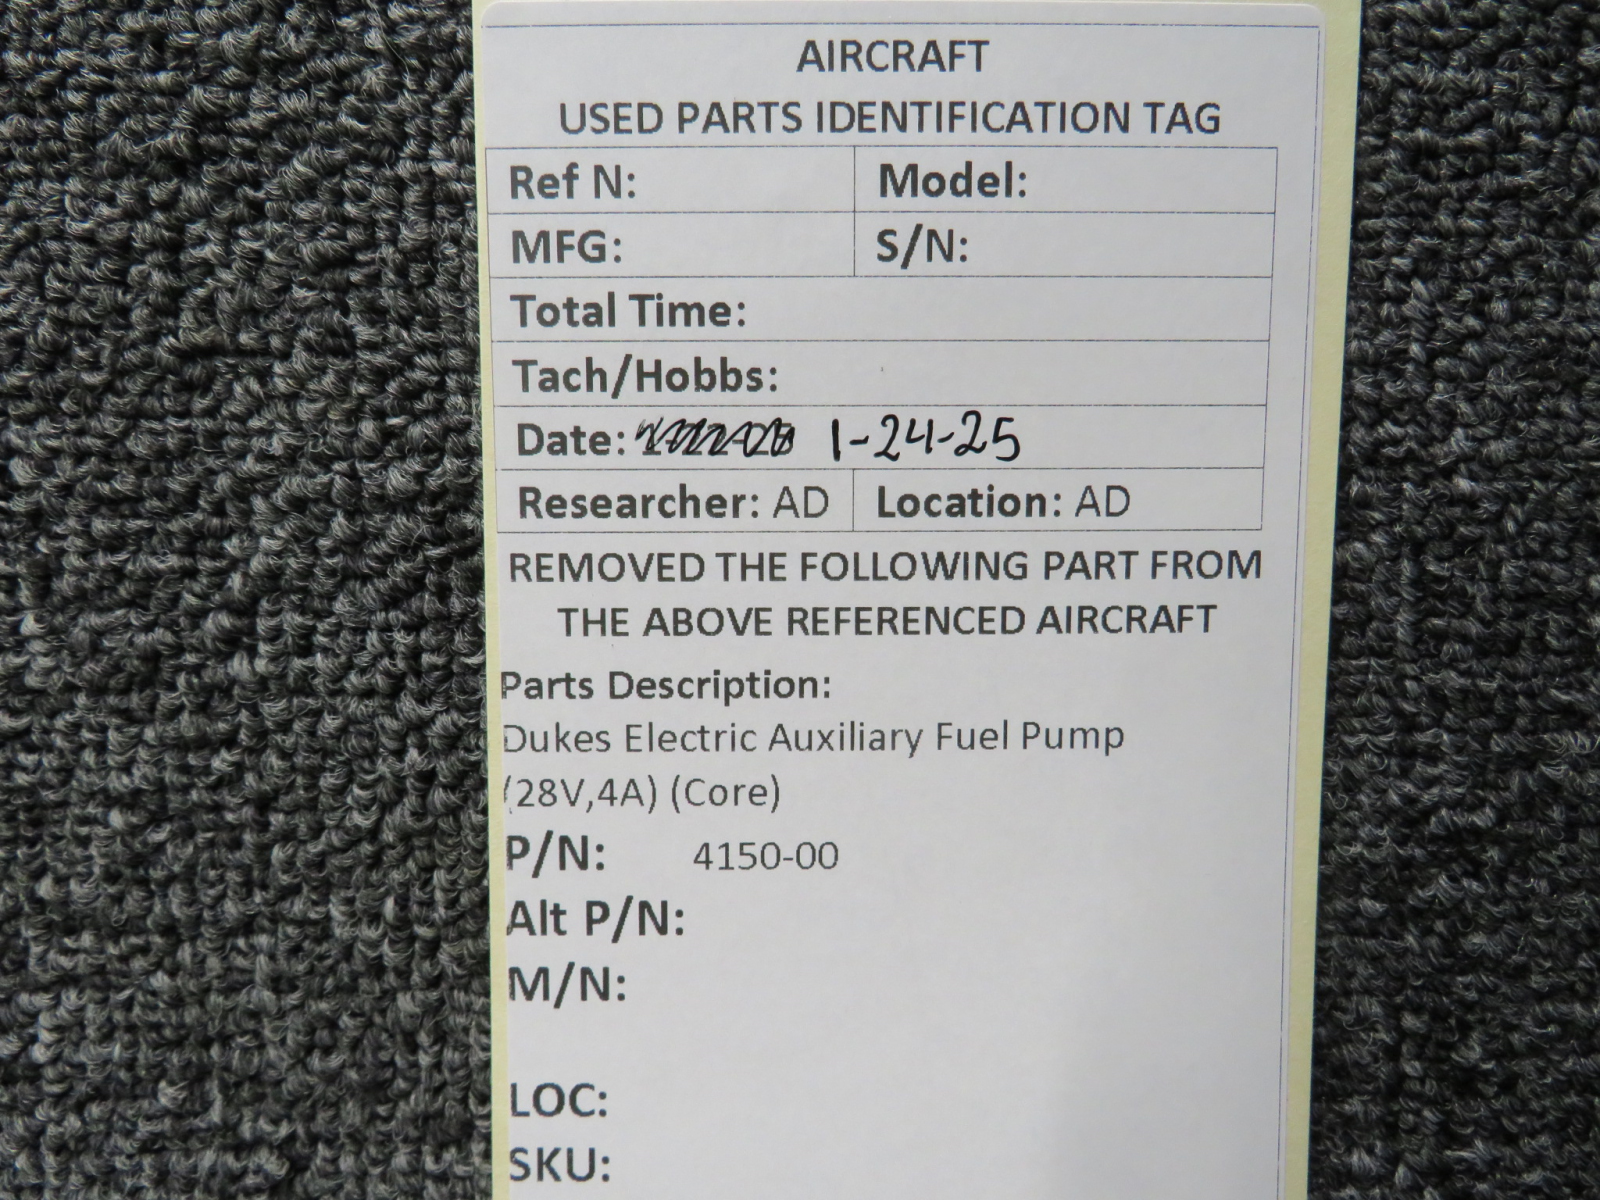 AIRCRAFT
USED PARTS IDENTIFICATION TAG
Ref N: Model:
MFG: S/N:
Total Time:
Tach/Hobbs:
Date: 1-24-25
Researcher: AD Location: AD
REMOVED THE FOLLOWING PART FROM
THE ABOVE REFERENCED AIRCRAFT
Parts Description:
Dukes Electric Auxiliary Fuel Pump
(28V,4A) (Core)
P/N: 4150-00
Alt P/N:
M/N:
LOC:
SKU: